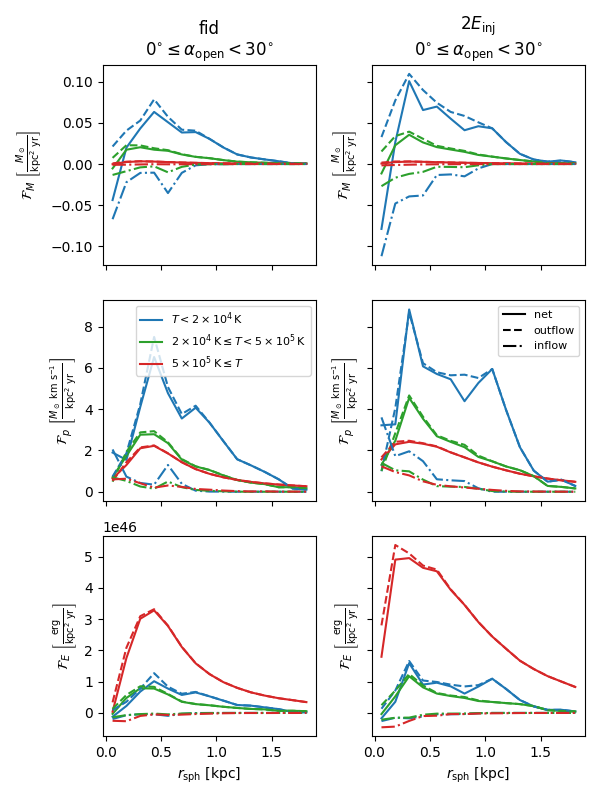 fid
0° ≤ α_open < 30°
2E_inj
0° ≤ α_open < 30°
ℱ_M [M_⊙ / kpc² yr]
0.10
0.05
0.00
−0.05
−0.10
ℱ_M [M_⊙ / kpc² yr]
ℱ_p [M_⊙ km s⁻¹ / kpc² yr]
8
6
4
2
0
T < 2 × 10⁴ K
2 × 10⁴ K ≤ T < 5 × 10⁵ K
5 × 10⁵ K ≤ T
ℱ_p [M_⊙ km s⁻¹ / kpc² yr]
net
outflow
inflow
1e46
ℱ_E [erg / kpc² yr]
5
4
3
2
1
0
0.0 0.5 1.0 1.5
r_sph [kpc]
ℱ_E [erg / kpc² yr]
0.0 0.5 1.0 1.5
r_sph [kpc]